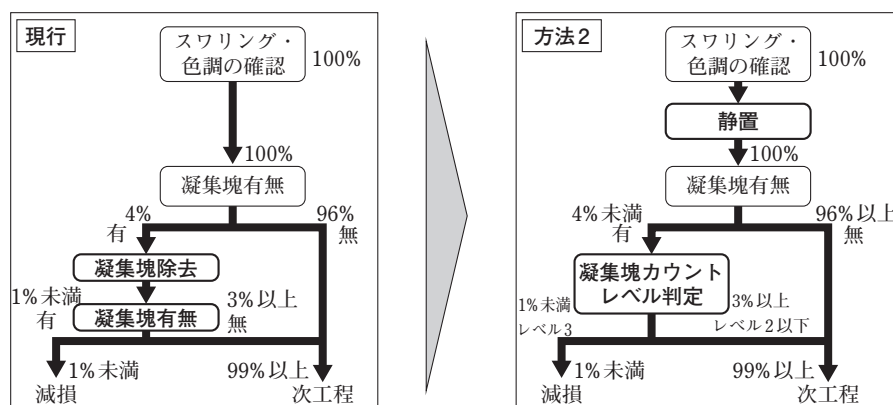 現行
スワリング・
色調の確認
100%
100%
凝集塊有無
4%
有
96%
無
凝集塊除去
1%未満
有
凝集塊有無
3%以上
無
1%未満
減損
99%以上
次工程
方法2
スワリング・
色調の確認
100%
静置
100%
凝集塊有無
4%未満
有
96%以上
無
凝集塊カウント
レベル判定
1%未満
レベル3
3%以上
レベル2以下
1%未満
減損
99%以上
次工程